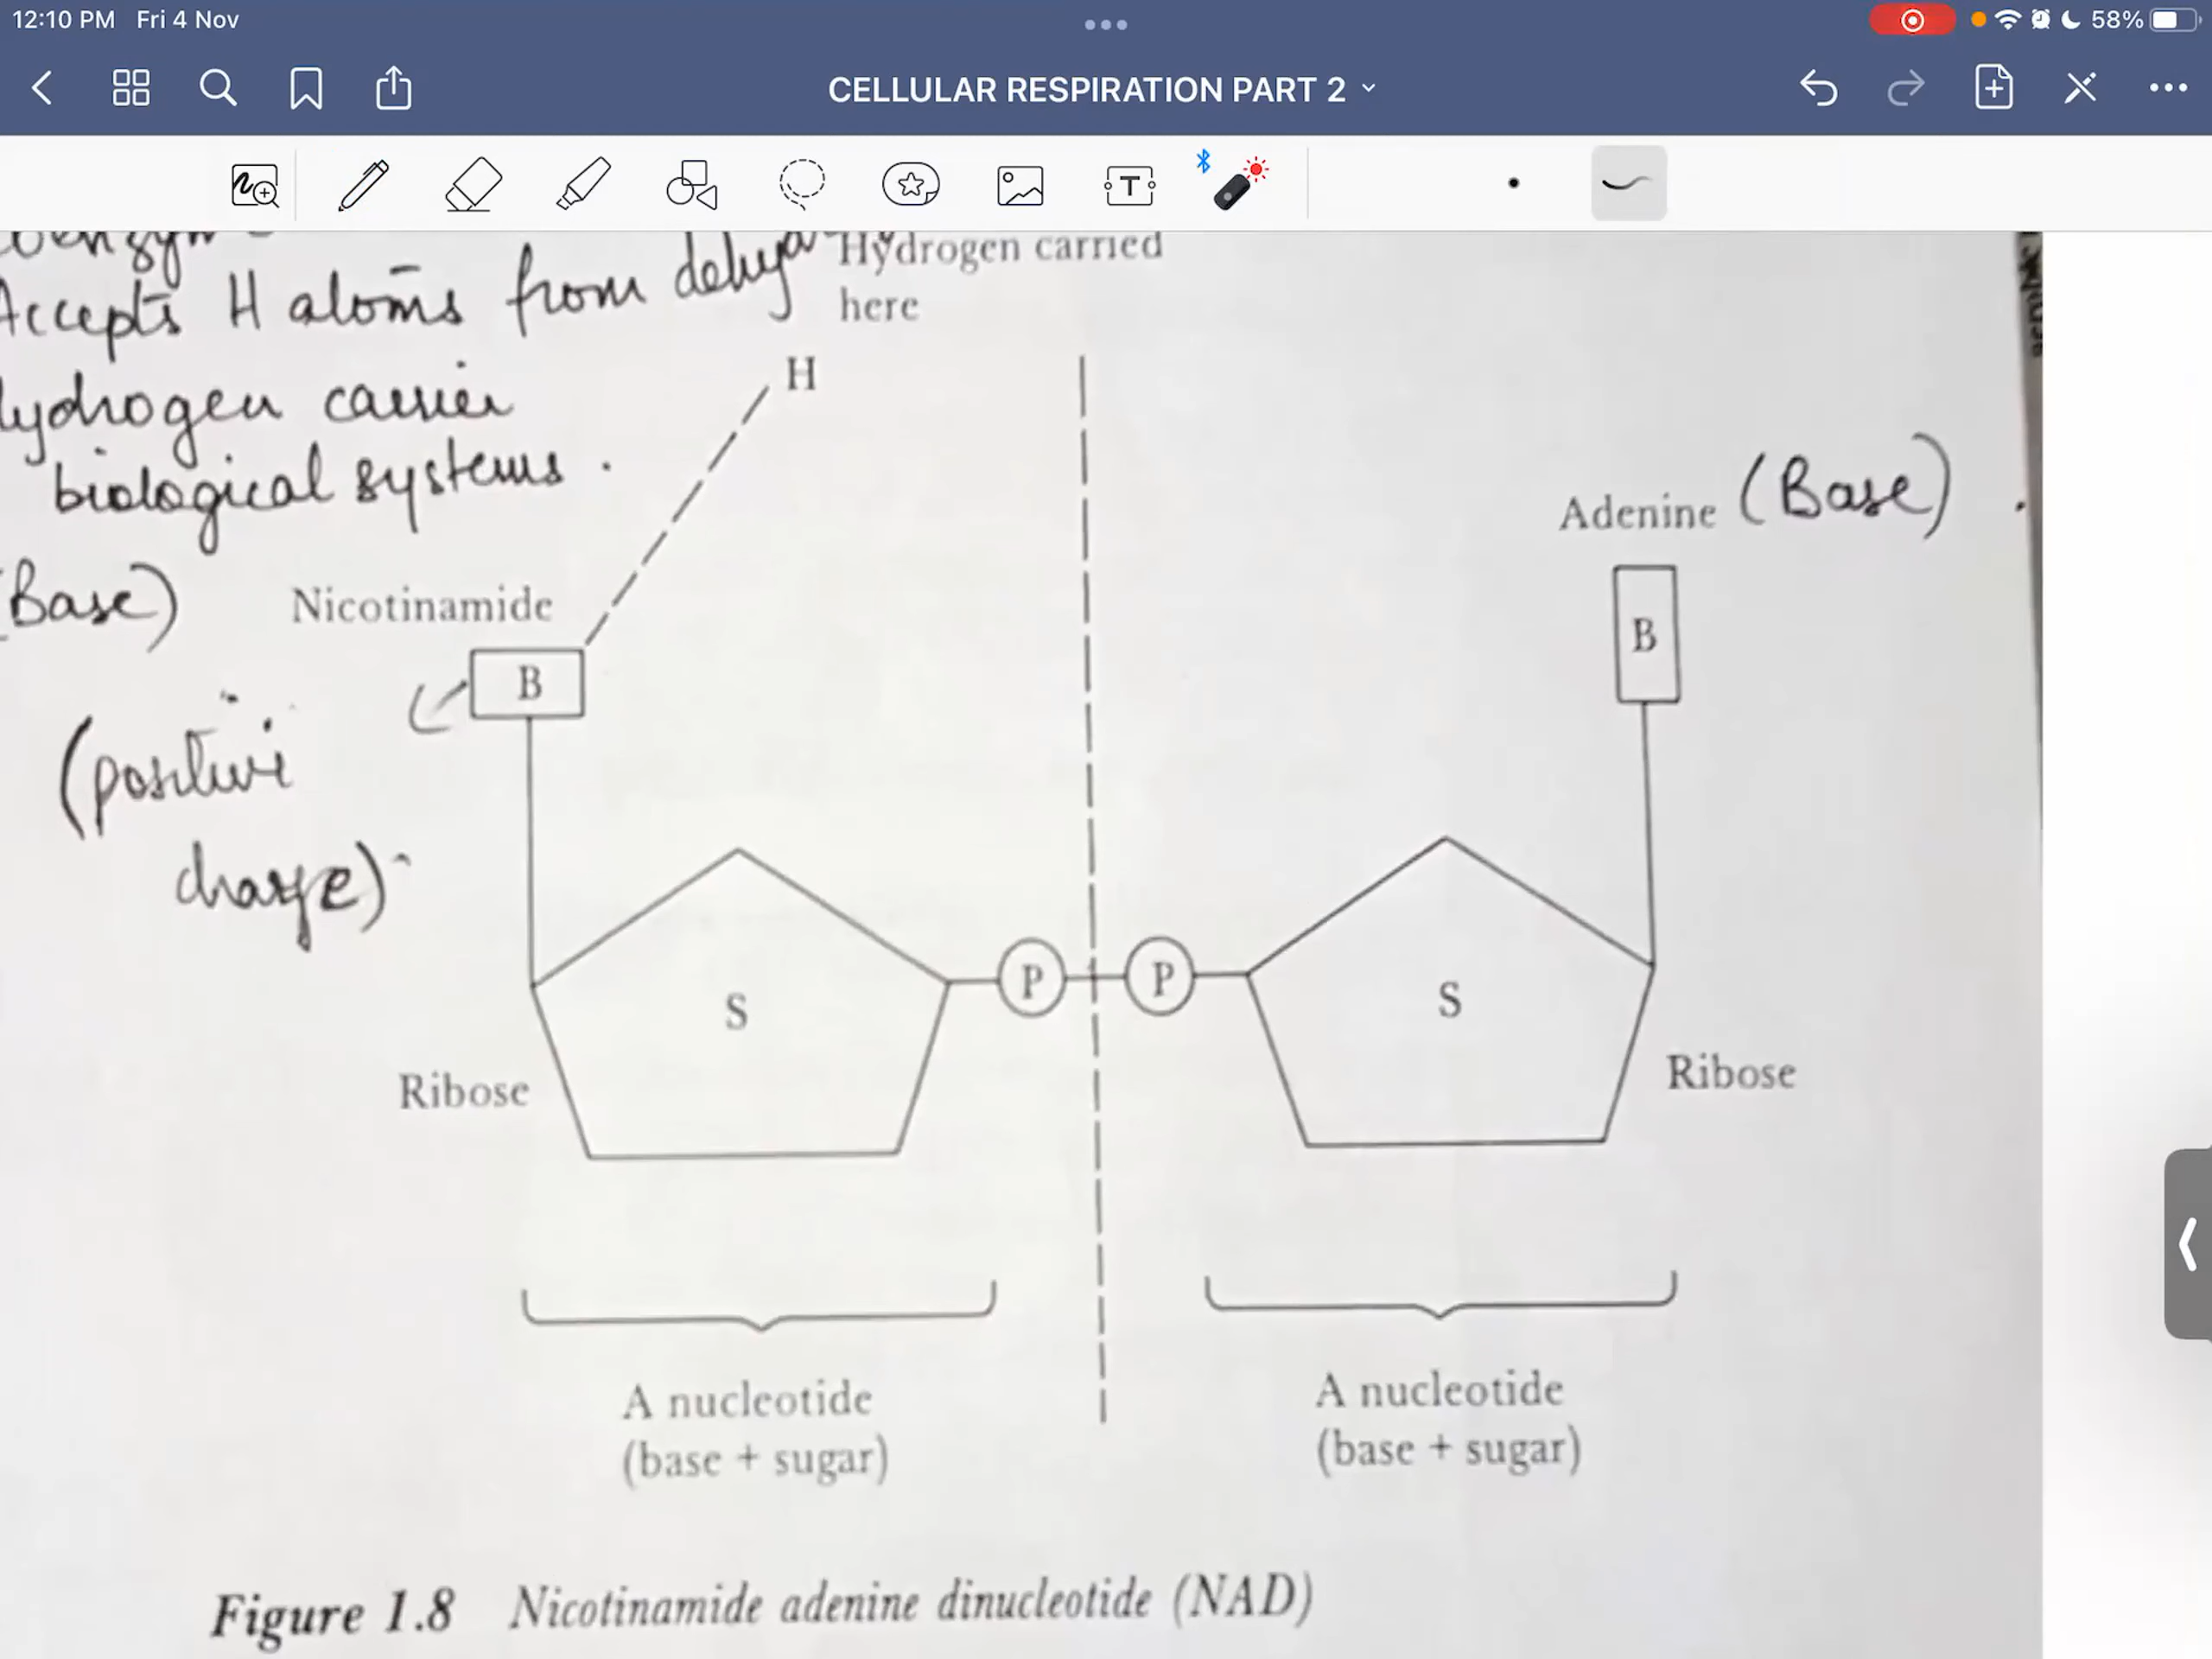 12:10 PM Fri 4 Nov
58%
CELLULAR RESPIRATION PART 2
T
Accepts H atoms from
Hydrogen carried
here
Hydrogen carrier
biological systems.
H
Adenine (Base).
(Base) Nicotinamide
B
B
(positive
charge)
S
P
P
S
Ribose
Ribose
A nucleotide
(base + sugar)
A nucleotide
(base + sugar)
Figure 1.8 Nicotinamide adenine dinucleotide (NAD)